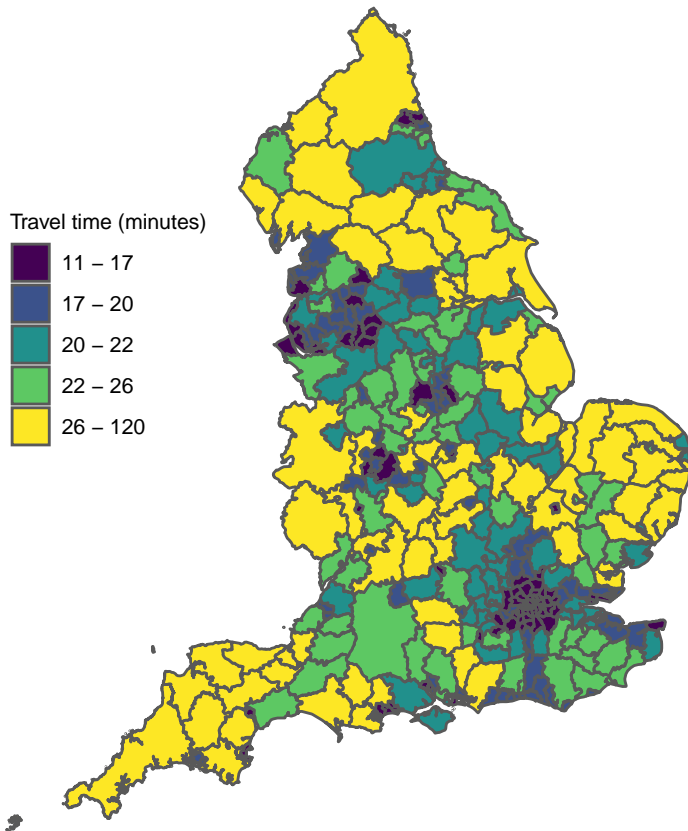 Travel time (minutes)
11 – 17
17 – 20
20 – 22
22 – 26
26 – 120